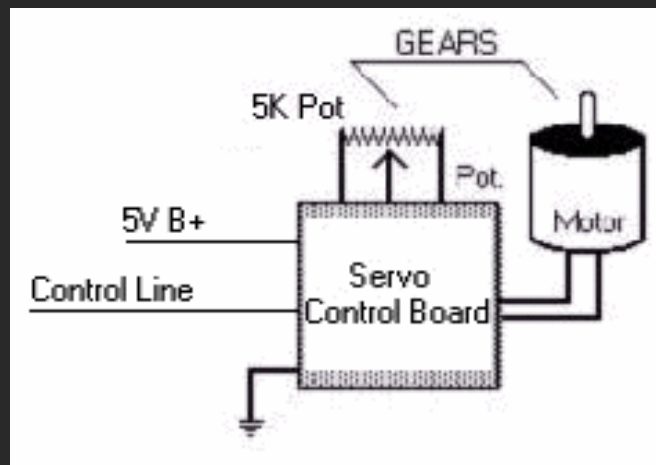 GEARS
5K Pot
Pot.
5V B+
Motor
Control Line
Servo
Control Board